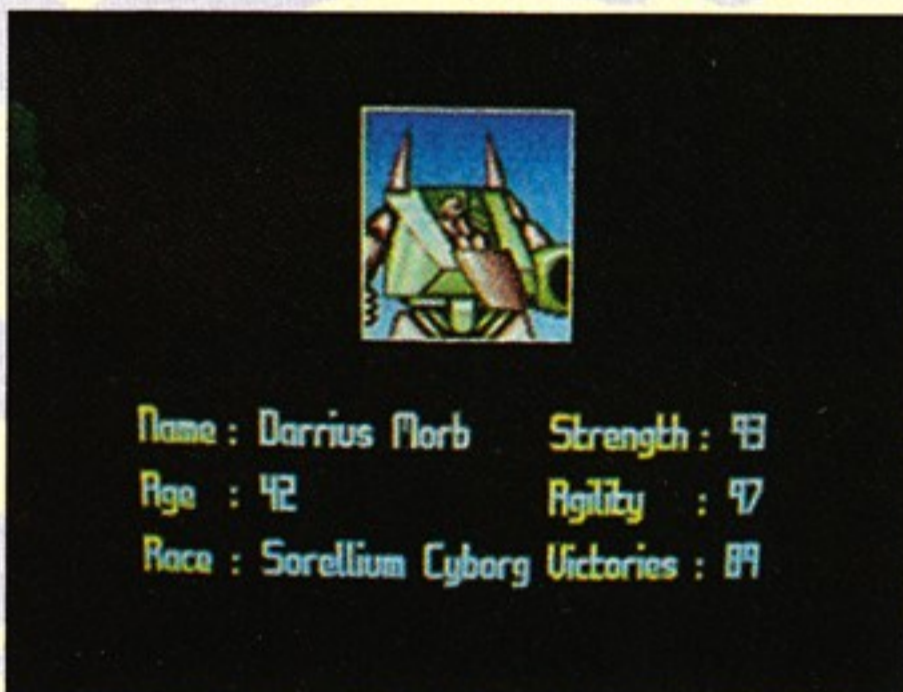 Name : Darrius Morb Strength : 93
Age : 42 Agility : 97
Race : Sorellium Cyborg Victories : 89